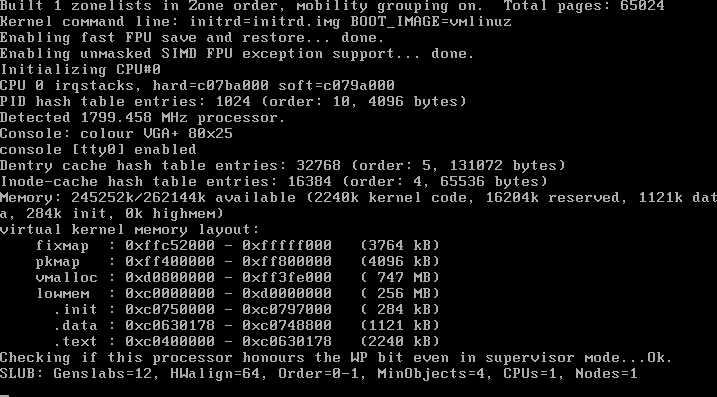 Built 1 zonelists in Zone order, mobility grouping on.  Total pages: 65024
Kernel command line: initrd=initrd.img BOOT_IMAGE=vmlinuz
Enabling fast FPU save and restore... done.
Enabling unmasked SIMD FPU exception support... done.
Initializing CPU#0
CPU 0 irqstacks, hard=c07ba000 soft=c079a000
PID hash table entries: 1024 (order: 10, 4096 bytes)
Detected 1799.458 MHz processor.
Console: colour VGA+ 80x25
console [tty0] enabled
Dentry cache hash table entries: 32768 (order: 5, 131072 bytes)
Inode-cache hash table entries: 16384 (order: 4, 65536 bytes)
Memory: 245252k/262144k available (2240k kernel code, 16204k reserved, 1121k dat
a, 284k init, 0k highmem)
virtual kernel memory layout:
    fixmap  : 0xffc52000 - 0xfffff000   (3764 kB)
    pkmap   : 0xff400000 - 0xff800000   (4096 kB)
    vmalloc : 0xd0800000 - 0xff3fe000   ( 747 MB)
    lowmem  : 0xc0000000 - 0xd0000000   ( 256 MB)
      .init : 0xc0750000 - 0xc0797000   ( 284 kB)
      .data : 0xc0630178 - 0xc0748800   (1121 kB)
      .text : 0xc0400000 - 0xc0630178   (2240 kB)
Checking if this processor honours the WP bit even in supervisor mode...Ok.
SLUB: Genslabs=12, HWalign=64, Order=0-1, MinObjects=4, CPUs=1, Nodes=1